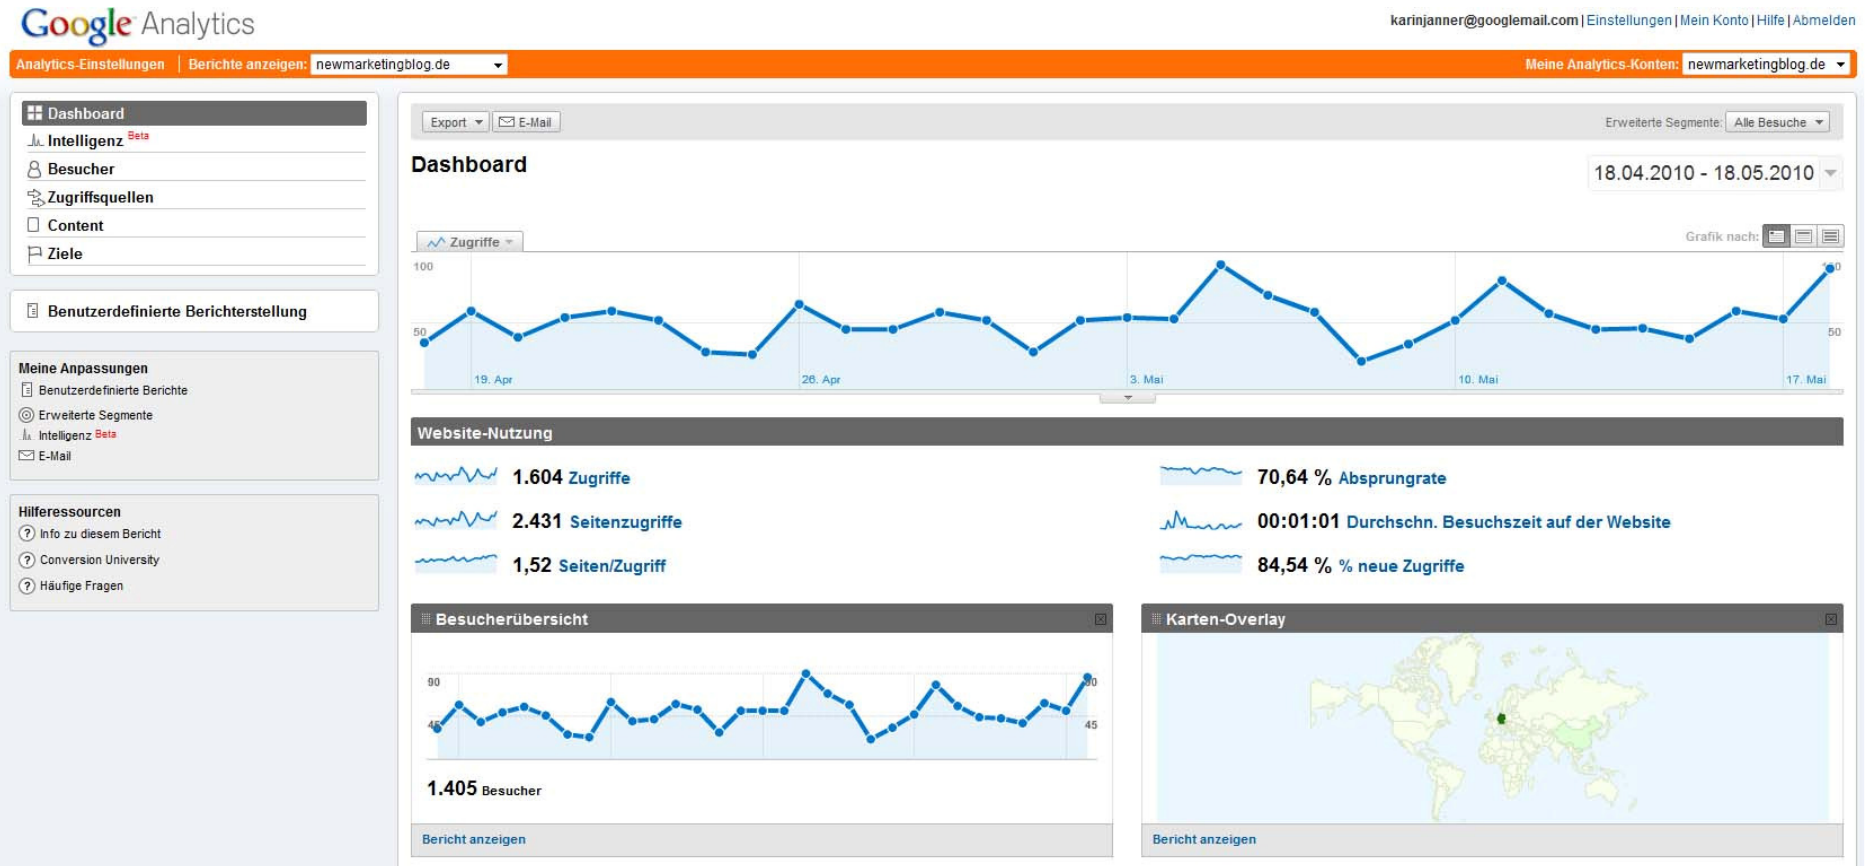 Google Analytics
karinjanner@googlemail.com | Einstellungen | Mein Konto | Hilfe | Abmelden
Analytics-Einstellungen | Berichte anzeigen: newmarketingblog.de
Meine Analytics-Konten: newmarketingblog.de
Dashboard
Intelligenz Beta
Besucher
Zugriffsquellen
Content
Ziele
Benutzerdefinierte Berichterstellung
Meine Anpassungen
Benutzerdefinierte Berichte
Erweiterte Segmente
Intelligenz Beta
E-Mail
Hilferessourcen
Info zu diesem Bericht
Conversion University
Häufige Fragen
Export E-Mail
Erweiterte Segmente: Alle Besuche
Dashboard
18.04.2010 - 18.05.2010
Zugriffe
Grafik nach:
100 100
50 50
19. Apr 26. Apr 3. Mai 10. Mai 17. Mai
Website-Nutzung
1.604 Zugriffe
2.431 Seitenzugriffe
1,52 Seiten/Zugriff
70,64 % Absprungrate
00:01:01 Durchschn. Besuchszeit auf der Website
84,54 % % neue Zugriffe
Besucherübersicht
90 90
45 45
1.405 Besucher
Bericht anzeigen
Karten-Overlay
Bericht anzeigen